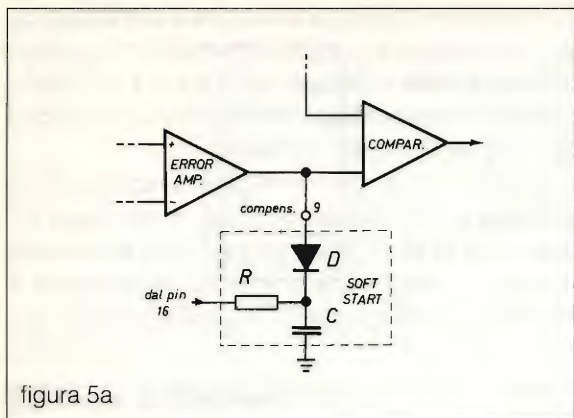 +
ERROR
AMP.
-
COMPAR.
compens. 9
D
R
SOFT
START
dal pin
16
C
figura 5a